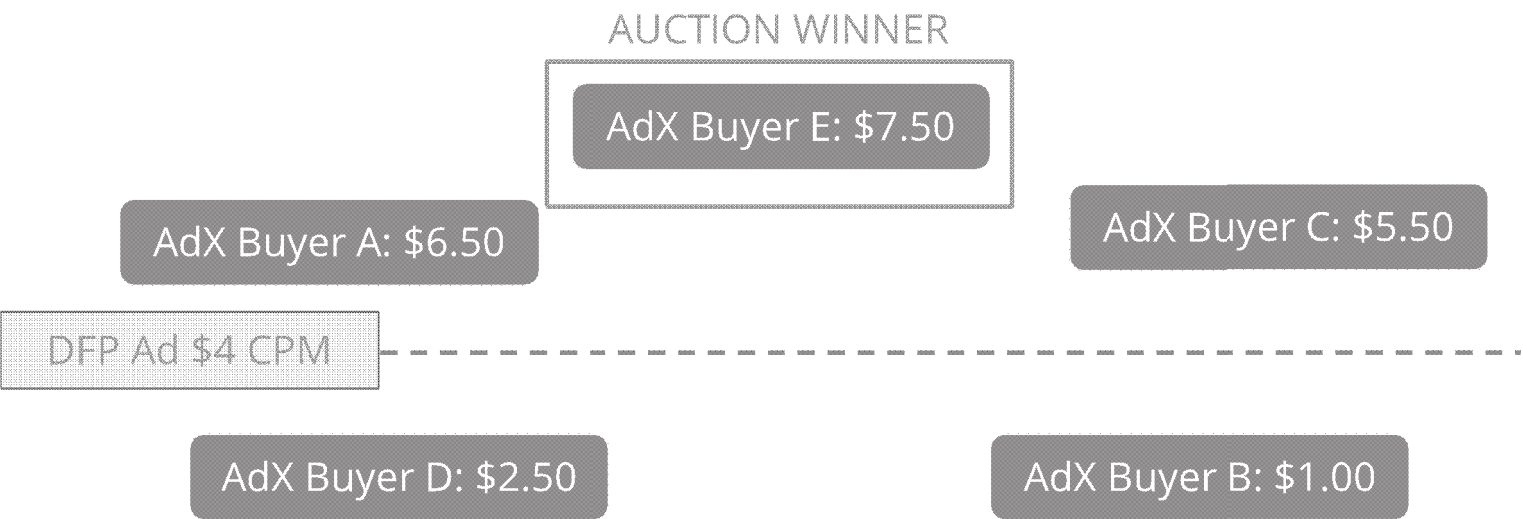 AUCTION WINNER
AdX Buyer E: $7.50
AdX Buyer A: $6.50
AdX Buyer C: $5.50
DFP Ad $4 CPM
AdX Buyer D: $2.50
AdX Buyer B: $1.00